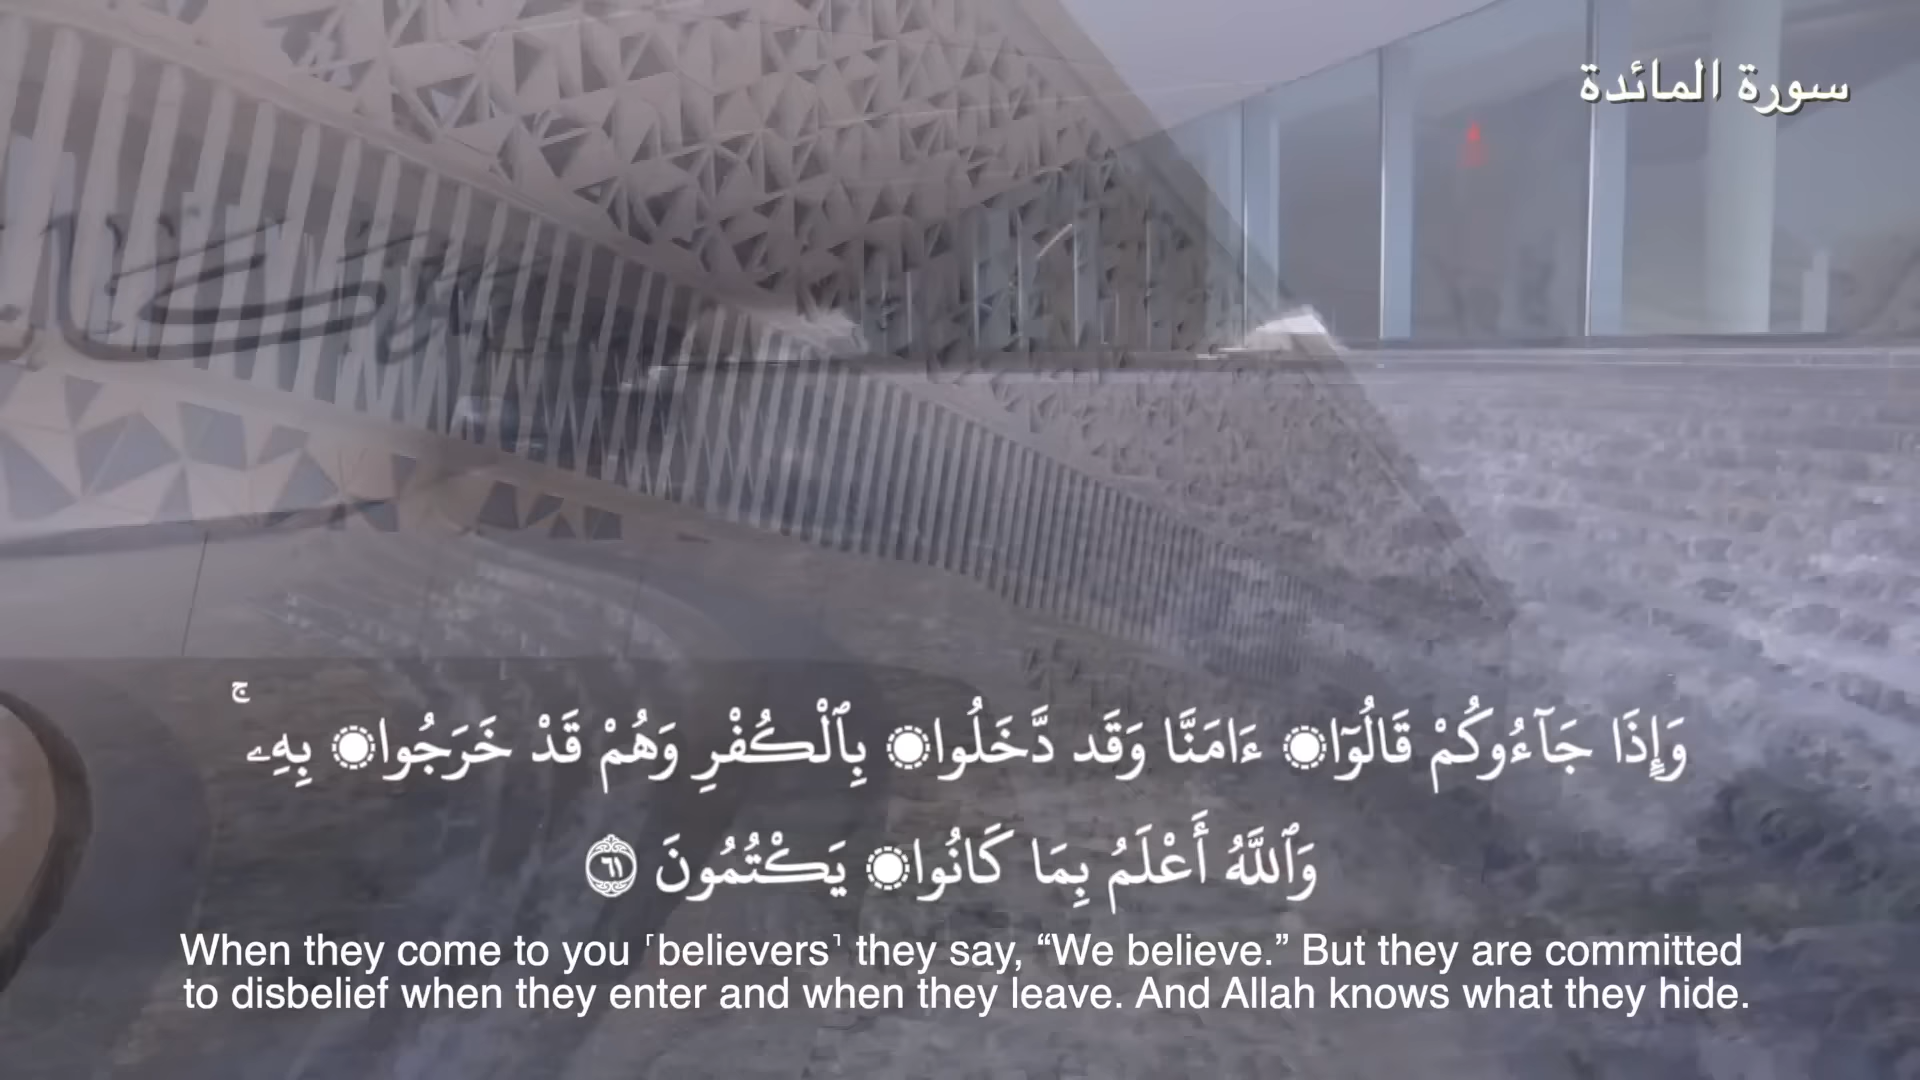 سورة المائدة
وَإِذَا جَآءُوكُمْ قَالُوٓا۟ ءَامَنَّا وَقَد دَّخَلُوا۟ بِٱلْكُفْرِ وَهُمْ قَدْ خَرَجُوا۟ بِهِۦ ۚ
وَٱللَّهُ أَعْلَمُ بِمَا كَانُوا۟ يَكْتُمُونَ ٦١
When they come to you ˹believers˺ they say, “We believe.” But they are committed
to disbelief when they enter and when they leave. And Allah knows what they hide.